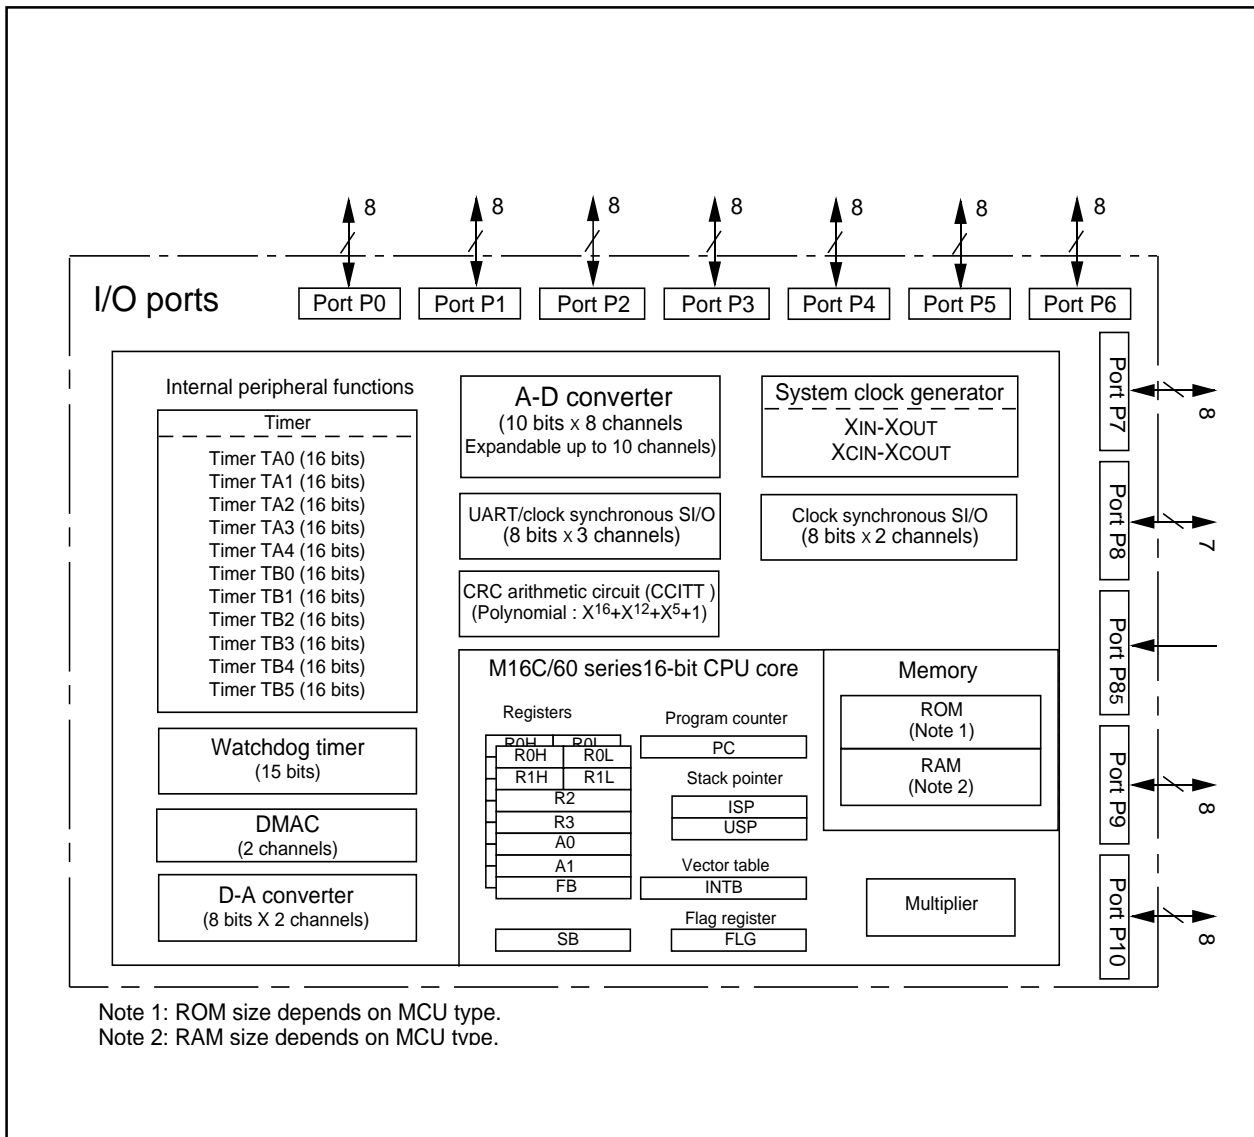 8 8 8 8 8 8 8
I/O ports
Port P0 Port P1 Port P2 Port P3 Port P4 Port P5 Port P6
Port P7
8
Port P8
7
Port P85
Port P9
8
Port P10
8
Internal peripheral functions
Timer
Timer TA0 (16 bits)
Timer TA1 (16 bits)
Timer TA2 (16 bits)
Timer TA3 (16 bits)
Timer TA4 (16 bits)
Timer TB0 (16 bits)
Timer TB1 (16 bits)
Timer TB2 (16 bits)
Timer TB3 (16 bits)
Timer TB4 (16 bits)
Timer TB5 (16 bits)
Watchdog timer
(15 bits)
DMAC
(2 channels)
D-A converter
(8 bits X 2 channels)
A-D converter
(10 bits x 8 channels
Expandable up to 10 channels)
UART/clock synchronous SI/O
(8 bits x 3 channels)
CRC arithmetic circuit (CCITT )
(Polynomial : X16+X12+X5+1)
System clock generator
XIN-XOUT
XCIN-XCOUT
Clock synchronous SI/O
(8 bits x 2 channels)
M16C/60 series16-bit CPU core
Registers
R0H R0L
R0H R0L
R1H R1L
R2
R3
A0
A1
FB
SB
Program counter
PC
Stack pointer
ISP
USP
Vector table
INTB
Flag register
FLG
Memory
ROM
(Note 1)
RAM
(Note 2)
Multiplier
Note 1: ROM size depends on MCU type.
Note 2: RAM size depends on MCU type.